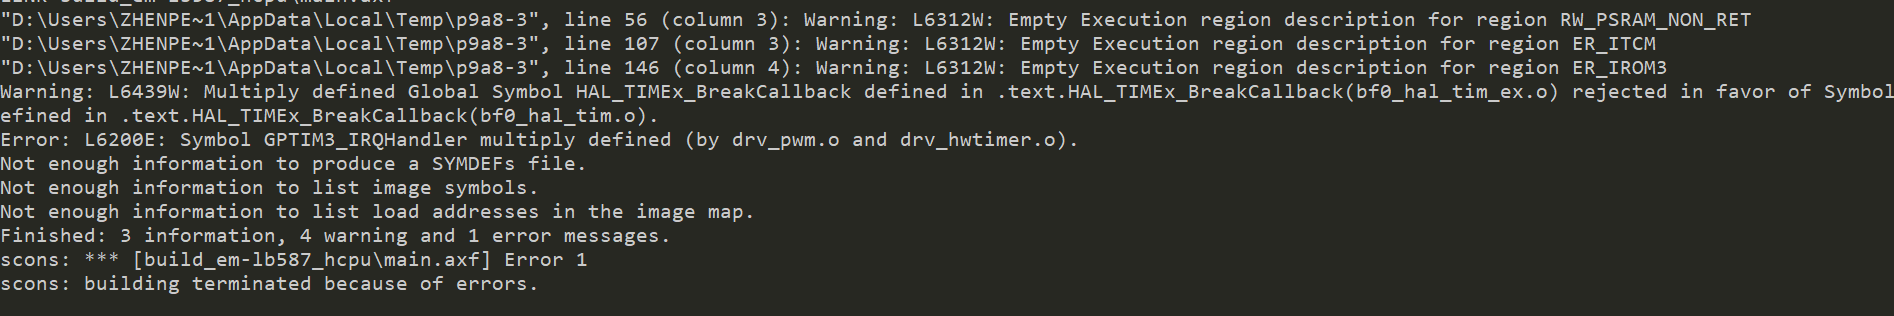 "D:\Users\ZHENPE~1\AppData\Local\Temp\p9a8-3", line 56 (column 3): Warning: L6312W: Empty Execution region description for region RW_PSRAM_NON_RET
"D:\Users\ZHENPE~1\AppData\Local\Temp\p9a8-3", line 107 (column 3): Warning: L6312W: Empty Execution region description for region ER_ITCM
"D:\Users\ZHENPE~1\AppData\Local\Temp\p9a8-3", line 146 (column 4): Warning: L6312W: Empty Execution region description for region ER_IROM3
Warning: L6439W: Multiply defined Global Symbol HAL_TIMEx_BreakCallback defined in .text.HAL_TIMEx_BreakCallback(bf0_hal_tim_ex.o) rejected in favor of Symbol
efined in .text.HAL_TIMEx_BreakCallback(bf0_hal_tim.o).
Error: L6200E: Symbol GPTIM3_IRQHandler multiply defined (by drv_pwm.o and drv_hwtimer.o).
Not enough information to produce a SYMDEFs file.
Not enough information to list image symbols.
Not enough information to list load addresses in the image map.
Finished: 3 information, 4 warning and 1 error messages.
scons: *** [build_em-lb587_hcpu\main.axf] Error 1
scons: building terminated because of errors.